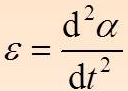 ε = d²α / dt²